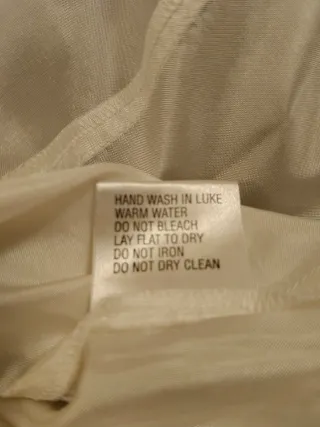 HAND WASH IN LUKE
WARM WATER
DO NOT BLEACH
LAY FLAT TO DRY
DO NOT IRON
DO NOT DRY CLEAN